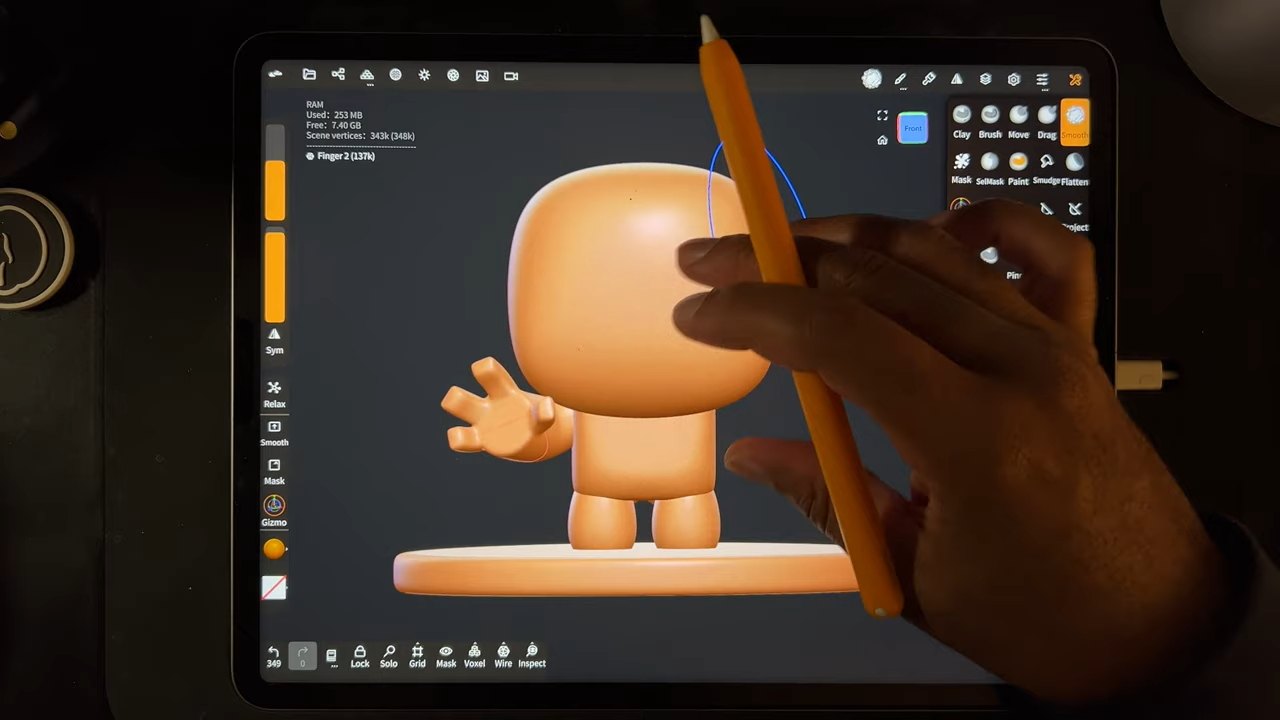 RAM
Used: 253 MB
Free: 7.40 GB
Scene vertices: 343k (348k)
Finger 2 (137k)
Front
Clay Brush Move Drag Smooth
Mask SelMask Paint Smudge Flatten
Sym
Relax
Smooth
Mask
Gizmo
349 0 Lock Solo Grid Mask Voxel Wire Inspect